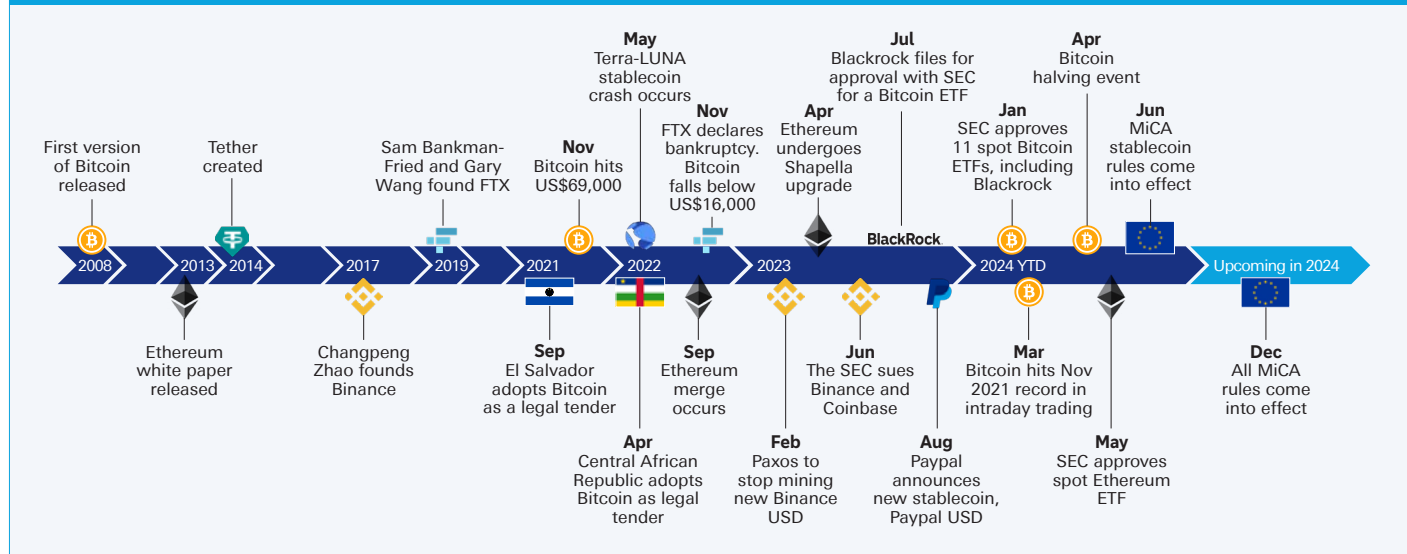 May
Terra-LUNA
stablecoin
crash occurs
Jul
Blackrock files for
approval with SEC
for a Bitcoin ETF
Apr
Bitcoin
halving event
First version
of Bitcoin
released
Tether
created
Sam Bankman-
Fried and Gary
Wang found FTX
Nov
Bitcoin hits
US$69,000
Nov
FTX declares
bankruptcy.
Bitcoin
falls below
US$16,000
Apr
Ethereum
undergoes
Shapella
upgrade
Jan
SEC approves
11 spot Bitcoin
ETFs, including
Blackrock
Jun
MiCA
stablecoin
rules come
into effect
BlackRock.
2008
2013
2014
2017
2019
2021
2022
2023
2024 YTD
Upcoming in 2024
Ethereum
white paper
released
Changpeng
Zhao founds
Binance
Sep
El Salvador
adopts Bitcoin
as a legal tender
Apr
Central African
Republic adopts
Bitcoin as legal
tender
Sep
Ethereum
merge
occurs
Feb
Paxos to
stop mining
new Binance
USD
Jun
The SEC sues
Binance and
Coinbase
Aug
Paypal
announces
new stablecoin,
Paypal USD
Mar
Bitcoin hits Nov
2021 record in
intraday trading
May
SEC approves
spot Ethereum
ETF
Dec
All MiCA
rules come
into effect